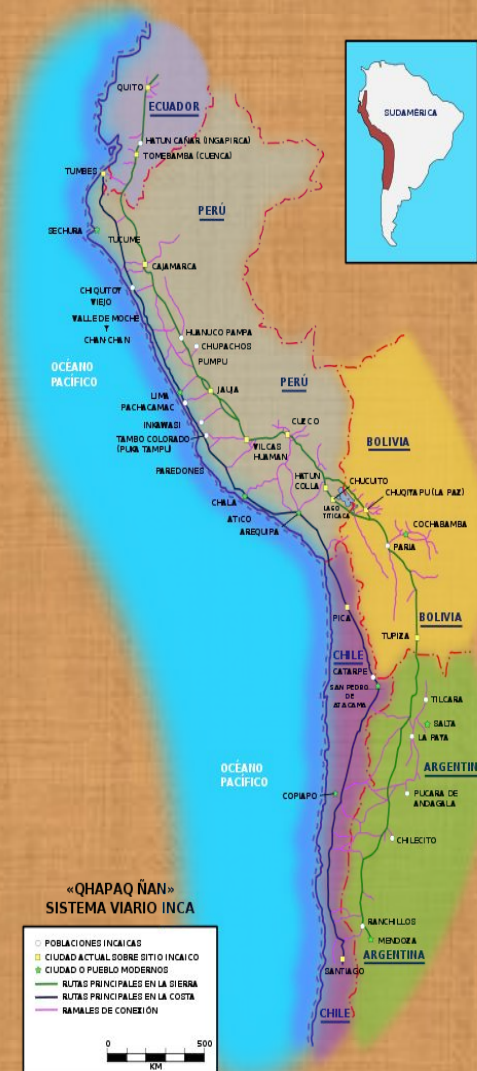 QUITO
ECUADOR
HATUN CAÑAR (INGAPIRCA)
TOMEBAMBA (CUENCA)
TUMBES
SECHURA
TUCUME
PERÚ
CAJAMARCA
CHIQUITOY
VIEJO
VALLE DE MOCHE
Y
CHAN-CHAN
HUANUCO PAMPA
CHUPACHOS
PUMPU
OCÉANO
PACÍFICO
PERÚ
LIMA
PACHACAMAC
JAUJA
INKAWASI
TAMBO COLORADO
(PUKA TAMPU)
CUZCO
VILCAS
HUAMAN
PAREDONES
BOLIVIA
HATUN
COLLA
CHUCUITO
CHUQIYAPU (LA PAZ)
LAGO
TITICACA
CHALA
ATICO
AREQUIPA
COCHABAMBA
PARIA
PICA
BOLIVIA
TUPIZA
CHILE
CATARPE
SAN PEDRO
DE
ATACAMA
TILCARA
SALTA
LA PAYA
OCÉANO
PACÍFICO
ARGENTIN
COPIAPO
PUCARA DE
ANDAGALA
CHILECITO
RANCHILLOS
MENDOZA
ARGENTINA
SANTIAGO
CHILE
SUDAMÉRICA
«QHAPAQ ÑAN»
SISTEMA VIARIO INCA
POBLACIONES INCAICAS
CIUDAD ACTUAL SOBRE SITIO INCAICO
CIUDAD O PUEBLO MODERNOS
RUTAS PRINCIPALES EN LA SIERRA
RUTAS PRINCIPALES EN LA COSTA
RAMALES DE CONEXIÓN
0 500
KM